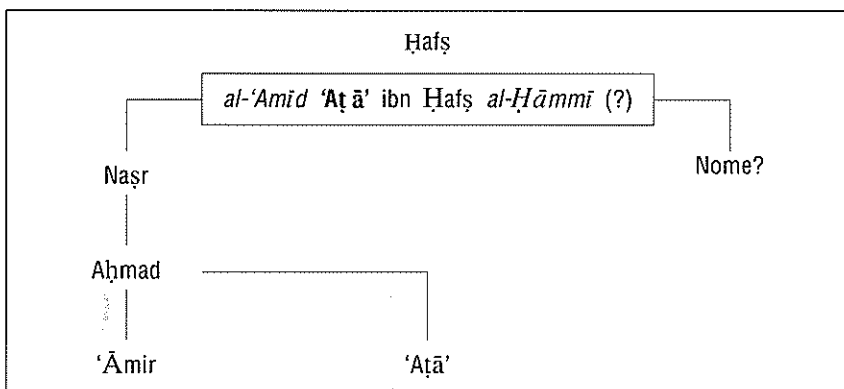 Ḥafṣ
al-‘Amīd ‘Aṭā’ ibn Ḥafṣ al-Ḥāmmī (?)
Naṣr
Nome?
Aḥmad
‘Āmir
‘Aṭā’